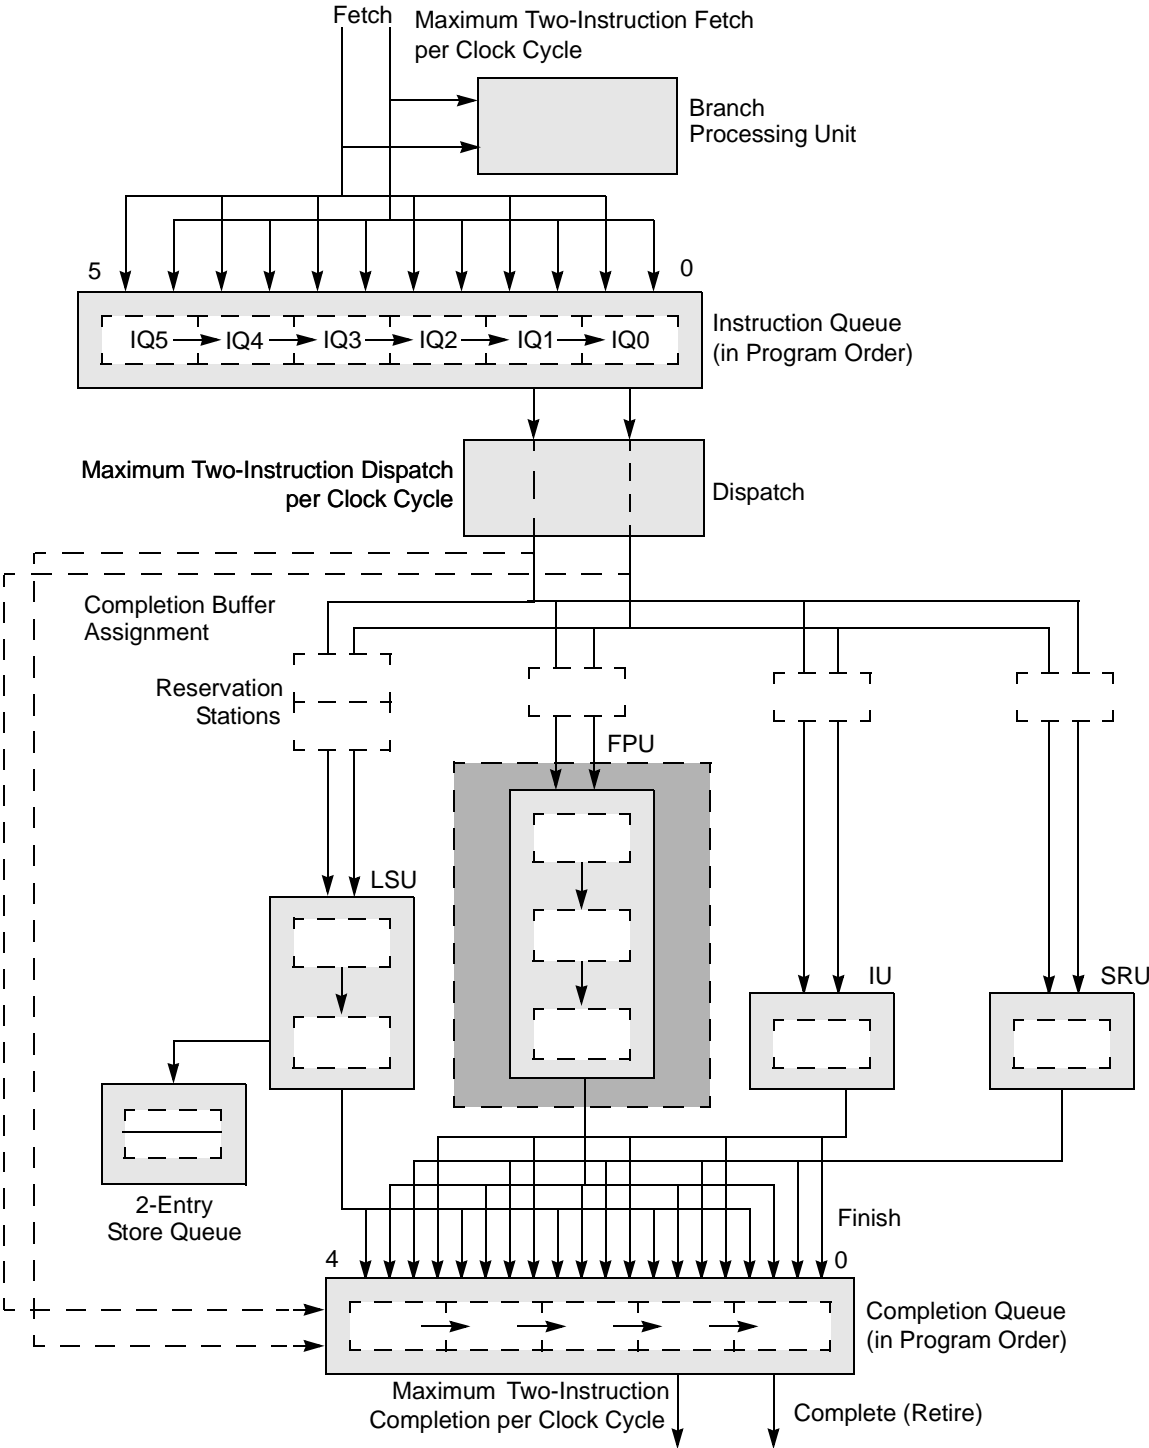 Fetch
Maximum Two-Instruction Fetch
per Clock Cycle
Branch
Processing Unit
5
0
IQ5
IQ4
IQ3
IQ2
IQ1
IQ0
Instruction Queue
(in Program Order)
Maximum Two-Instruction Dispatch
per Clock Cycle
Dispatch
Completion Buffer
Assignment
Reservation
Stations
FPU
LSU
IU
SRU
2-Entry
Store Queue
Finish
4
0
Completion Queue
(in Program Order)
Maximum Two-Instruction
Completion per Clock Cycle
Complete (Retire)